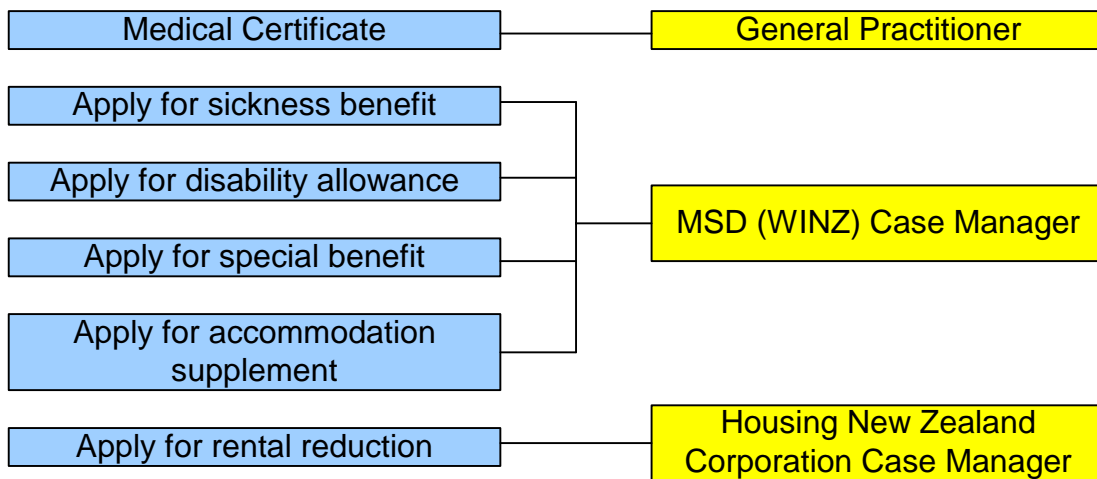 Medical Certificate
General Practitioner
Apply for sickness benefit
Apply for disability allowance
MSD (WINZ) Case Manager
Apply for special benefit
Apply for accommodation
supplement
Apply for rental reduction
Housing New Zealand
Corporation Case Manager